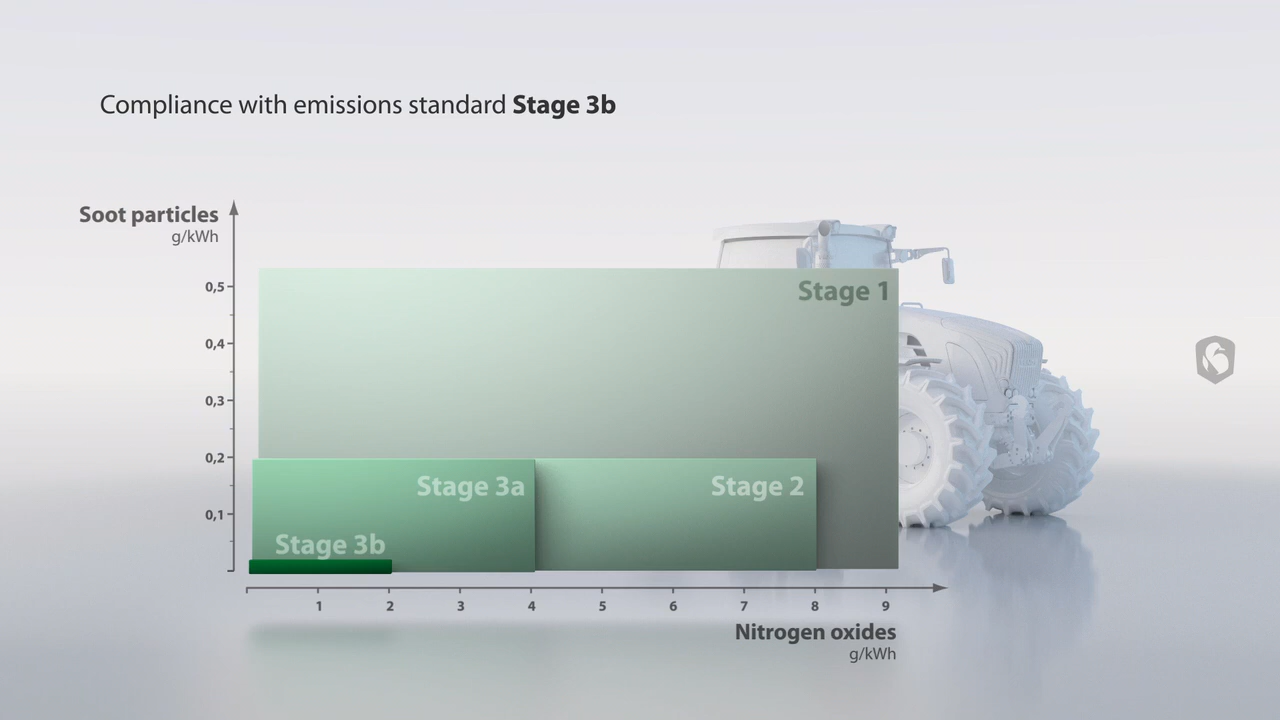 Compliance with emissions standard Stage 3b
Soot particles
g/kWh
0,5
0,4
0,3
0,2
0,1
Stage 1
Stage 3a
Stage 2
Stage 3b
1 2 3 4 5 6 7 8 9
Nitrogen oxides
g/kWh